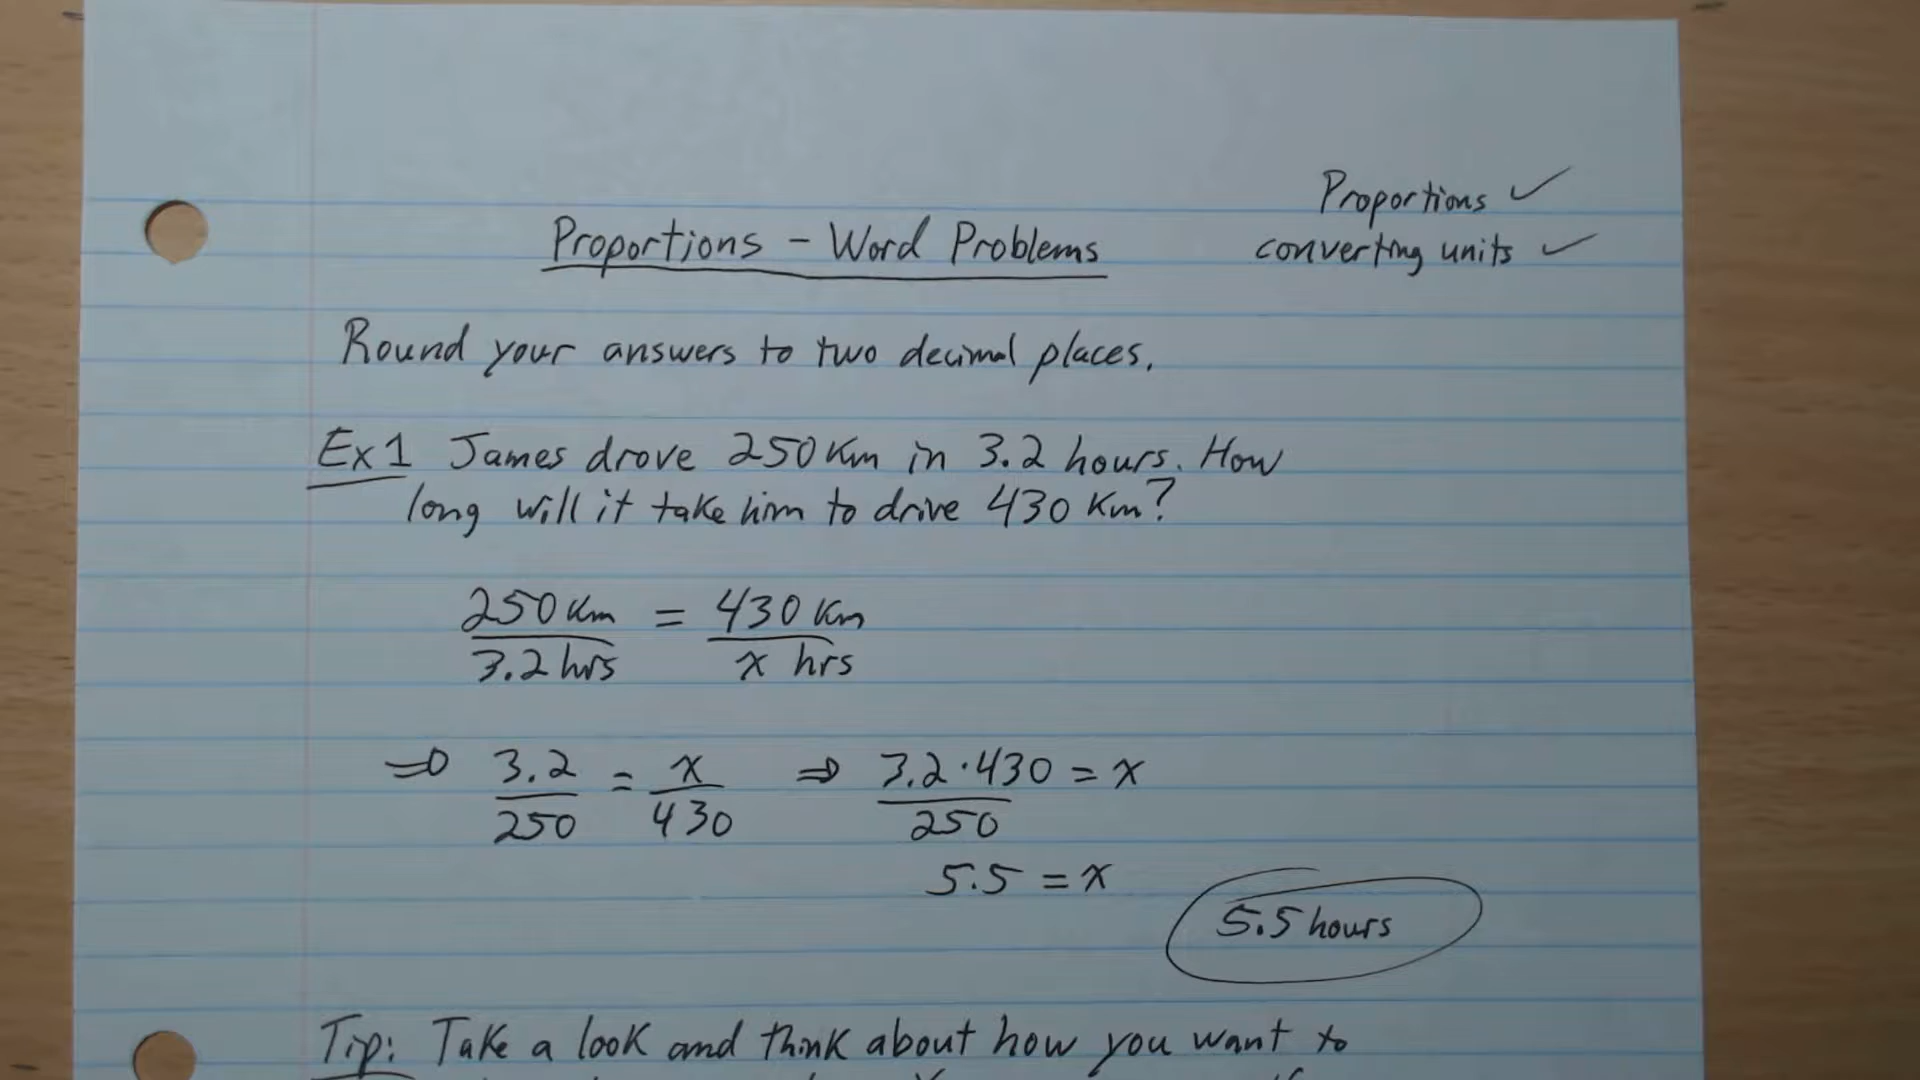 Proportions ✓
converting units ✓
Proportions - Word Problems
Round your answers to two decimal places.
Ex1 James drove 250 Km in 3.2 hours. How
long will it take him to drive 430 Km?
250 Km = 430 Km
3.2 hrs x hrs
⇒ 3.2 = x ⇒ 3.2·430 = x
250 430 250
5.5 = x
5.5 hours
Tip: Take a look and think about how you want to